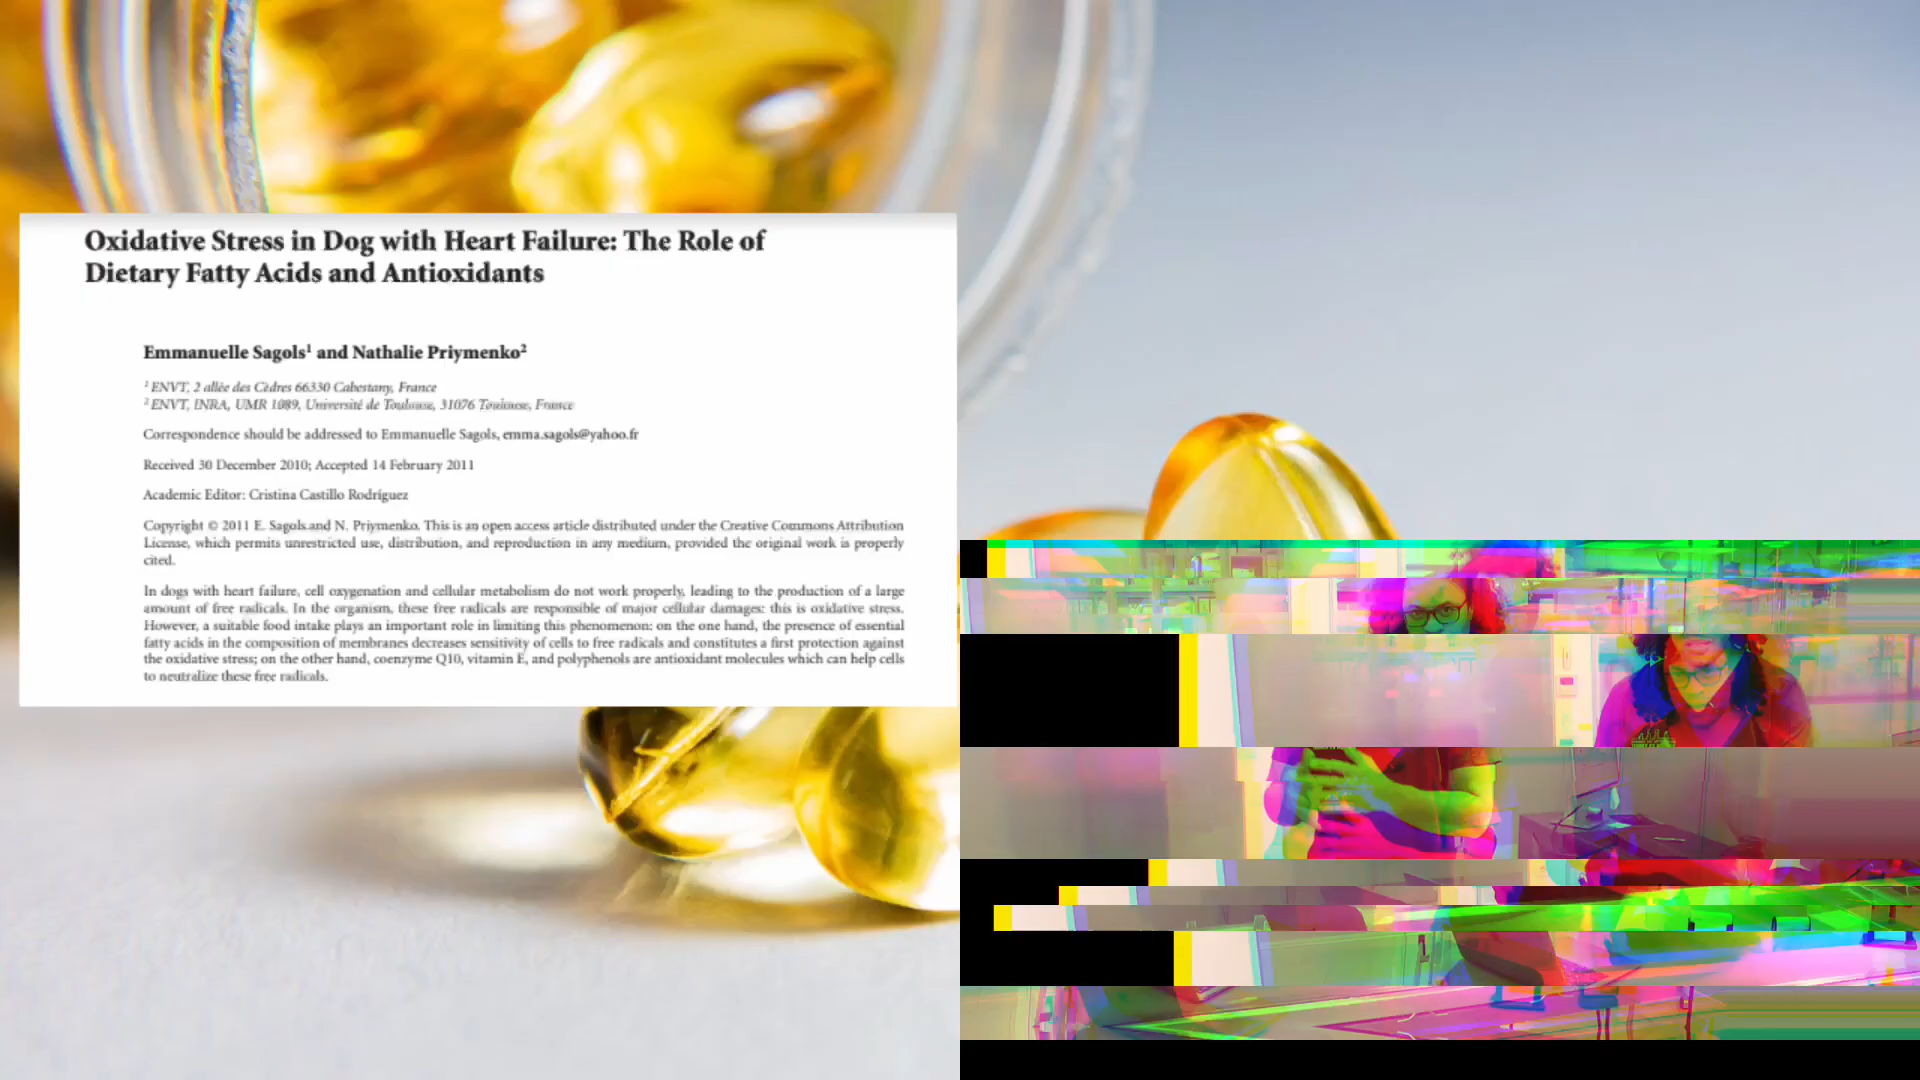 Oxidative Stress in Dog with Heart Failure: The Role of
Dietary Fatty Acids and Antioxidants
Emmanuelle Sagols¹ and Nathalie Priymenko²
¹ ENVT, 2 allée des Cèdres 66330 Cabestany, France
² ENVT, INRA, UMR 1089, Université de Toulouse, 31076 Toulouse, France
Correspondence should be addressed to Emmanuelle Sagols, emma.sagols@yahoo.fr
Received 30 December 2010; Accepted 14 February 2011
Academic Editor: Cristina Castillo Rodríguez
Copyright © 2011 E. Sagols and N. Priymenko. This is an open access article distributed under the Creative Commons Attribution
License, which permits unrestricted use, distribution, and reproduction in any medium, provided the original work is properly
cited.
In dogs with heart failure, cell oxygenation and cellular metabolism do not work properly, leading to the production of a large
amount of free radicals. In the organism, these free radicals are responsible of major cellular damages: this is oxidative stress.
However, a suitable food intake plays an important role in limiting this phenomenon: on the one hand, the presence of essential
fatty acids in the composition of membranes decreases sensitivity of cells to free radicals and constitutes a first protection against
the oxidative stress; on the other hand, coenzyme Q10, vitamin E, and polyphenols are antioxidant molecules which can help cells
to neutralize these free radicals.